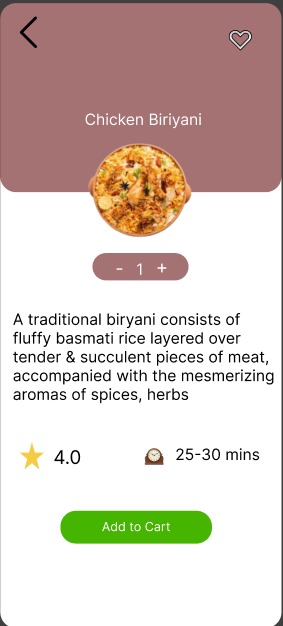 Chicken Biriyani
- 1 +
A traditional biryani consists of
fluffy basmati rice layered over
tender & succulent pieces of meat,
accompanied with the mesmerizing
aromas of spices, herbs
4.0
25-30 mins
Add to Cart